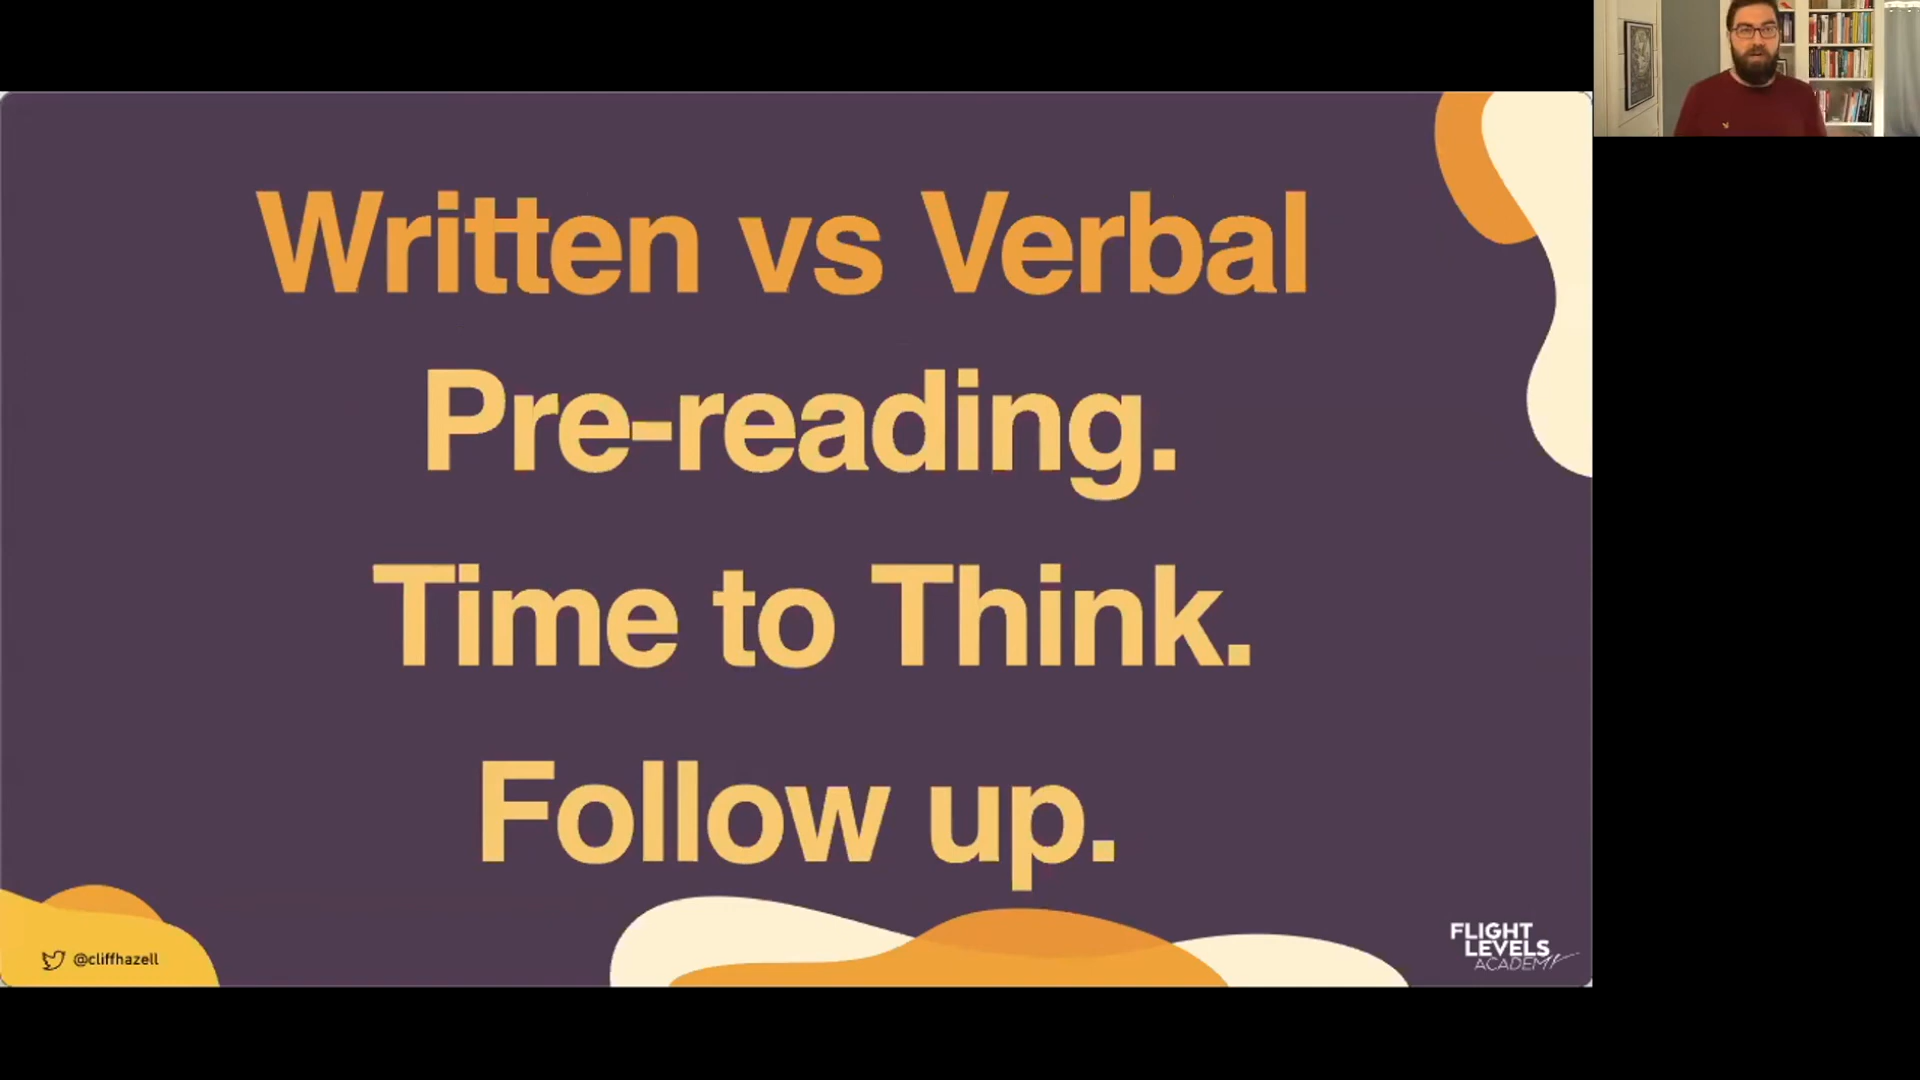 Written vs Verbal
Pre-reading.
Time to Think.
Follow up.
@cliffhazell
FLIGHT
LEVELS
ACADEMY